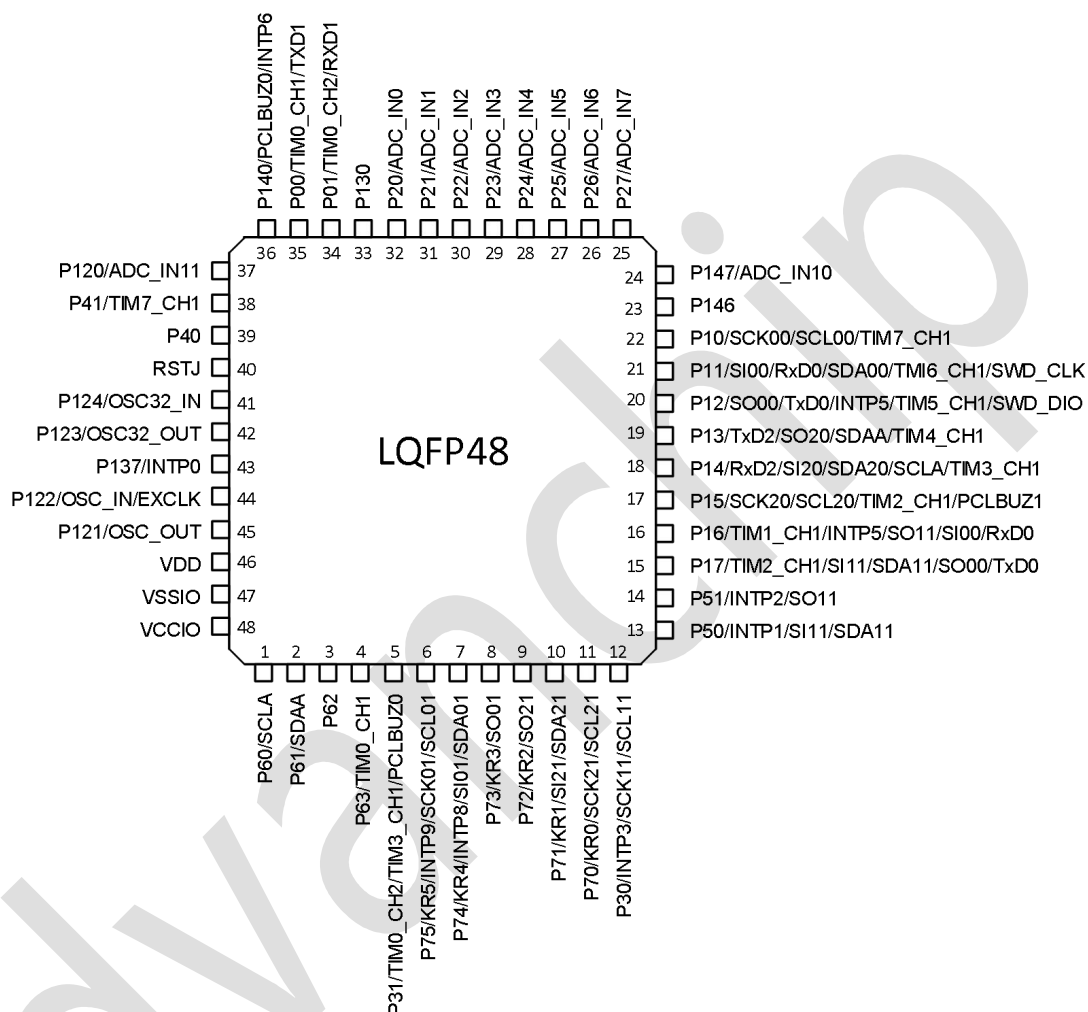 P140/PCLBUZ0/INTP6
P00/TIM0_CH1/TXD1
P01/TIM0_CH2/RXD1
P130
P20/ADC_IN0
P21/ADC_IN1
P22/ADC_IN2
P23/ADC_IN3
P24/ADC_IN4
P25/ADC_IN5
P26/ADC_IN6
P27/ADC_IN7
36 35 34 33 32 31 30 29 28 27 26 25
P120/ADC_IN11 37
P41/TIM7_CH1 38
P40 39
RSTJ 40
P124/OSC32_IN 41
P123/OSC32_OUT 42
P137/INTP0 43
P122/OSC_IN/EXCLK 44
P121/OSC_OUT 45
VDD 46
VSSIO 47
VCCIO 48
LQFP48
24 P147/ADC_IN10
23 P146
22 P10/SCK00/SCL00/TIM7_CH1
21 P11/SI00/RxD0/SDA00/TMI6_CH1/SWD_CLK
20 P12/SO00/TxD0/INTP5/TIM5_CH1/SWD_DIO
19 P13/TxD2/SO20/SDAA/TIM4_CH1
18 P14/RxD2/SI20/SDA20/SCLA/TIM3_CH1
17 P15/SCK20/SCL20/TIM2_CH1/PCLBUZ1
16 P16/TIM1_CH1/INTP5/SO11/SI00/RxD0
15 P17/TIM2_CH1/SI11/SDA11/SO00/TxD0
14 P51/INTP2/SO11
13 P50/INTP1/SI11/SDA11
1 2 3 4 5 6 7 8 9 10 11 12
P60/SCLA
P61/SDAA
P62
P63/TIM0_CH1
P31/TIM0_CH2/TIM3_CH1/PCLBUZ0
P75/KR5/INTP9/SCK01/SCL01
P74/KR4/INTP8/SI01/SDA01
P73/KR3/SO01
P72/KR2/SO21
P71/KR1/SI21/SDA21
P70/KR0/SCK21/SCL21
P30/INTP3/SCK11/SCL11
dvanchip